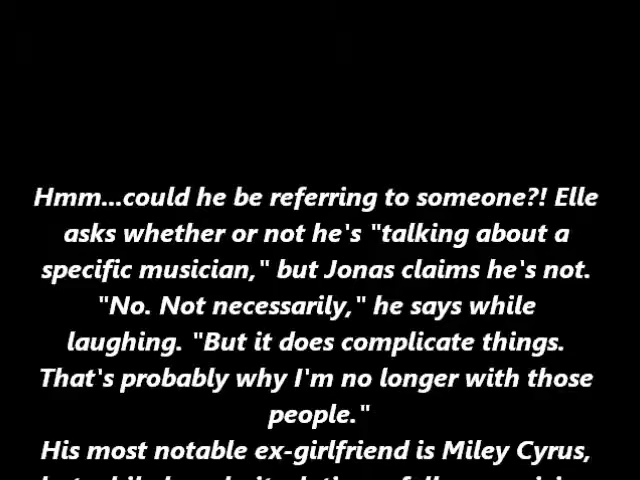 Hmm...could he be referring to someone?! Elle
asks whether or not he's "talking about a
specific musician," but Jonas claims he's not.
"No. Not necessarily," he says while
laughing. "But it does complicate things.
That's probably why I'm no longer with those
people."
His most notable ex-girlfriend is Miley Cyrus,